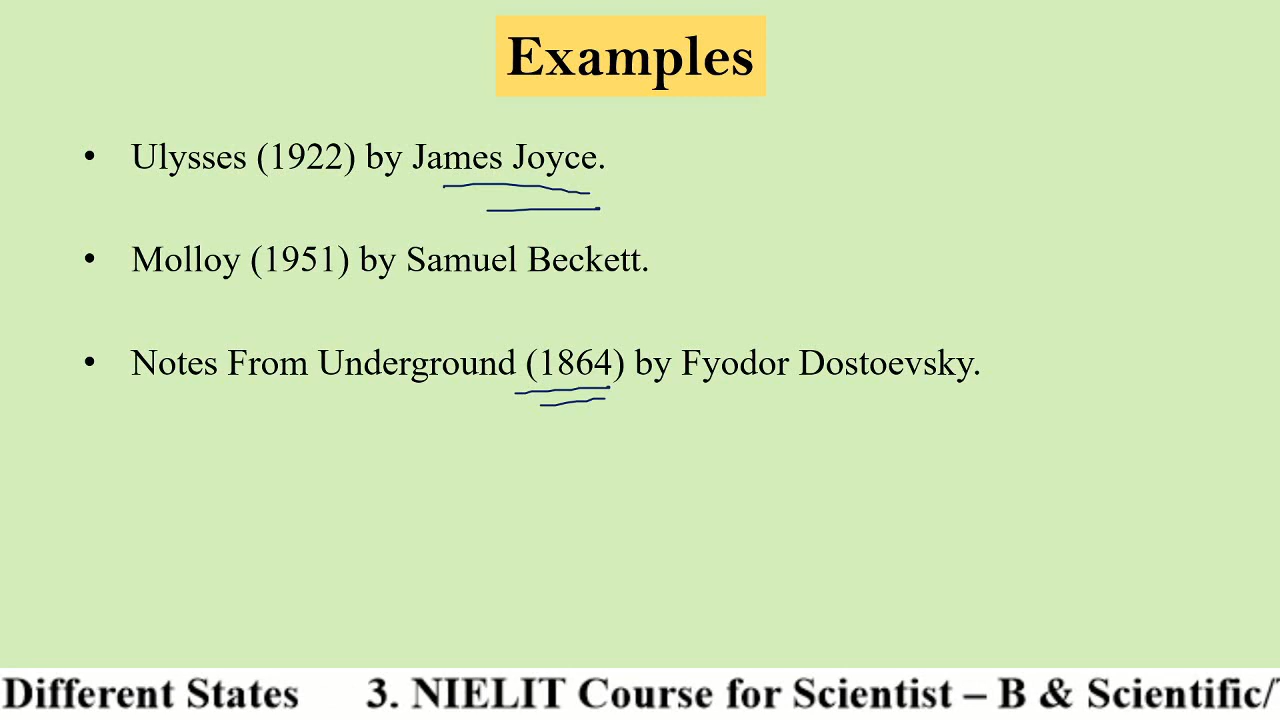 Examples
• Ulysses (1922) by James Joyce.
• Molloy (1951) by Samuel Beckett.
• Notes From Underground (1864) by Fyodor Dostoevsky.
Different States 3. NIELIT Course for Scientist – B & Scientific/